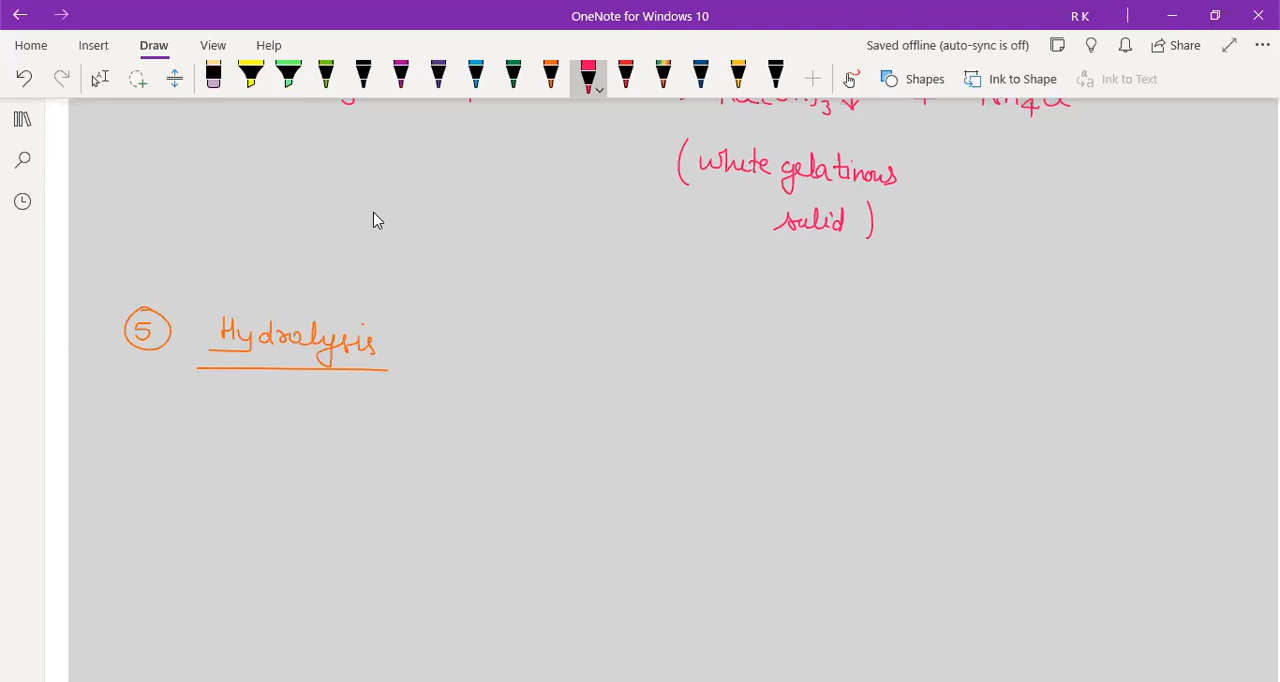 OneNote for Windows 10
R K
Home Insert Draw View Help
Saved offline (auto-sync is off) Share
Shapes Ink to Shape Ink to Text
(white gelatinous
solid)
5 Hydrolysis